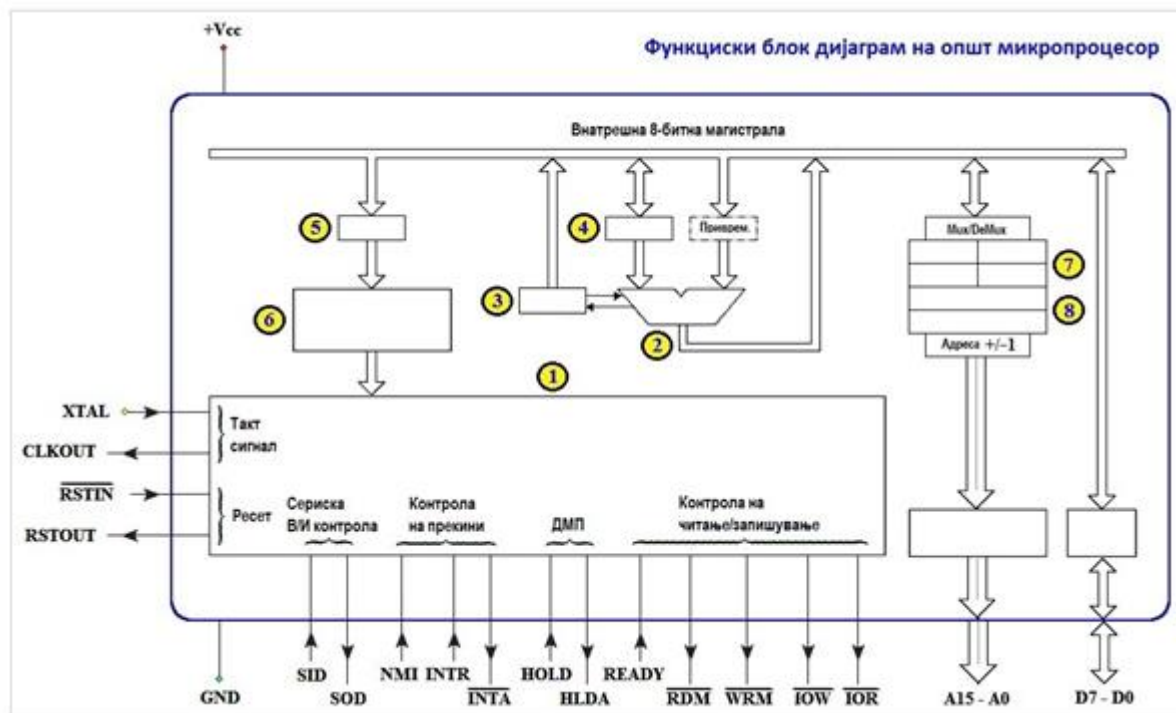 +Vcc
Функциски блок дијаграм на општ микропроцесор
Внатрешна 8-битна магистрала
5
4
Приврем.
Mux/DeMux
7
3
6
2
8
Адреса +/−1
1
XTAL
Такт
сигнал
CLKOUT
RSTIN
Ресет
RSTOUT
Сериска
В/И контрола
Контрола
на прекини
ДМП
Контрола на
читање/запишување
SID
SOD
NMI
INTR
INTA
HOLD
HLDA
READY
RDM
WRM
IOW
IOR
GND
A15 - A0
D7 - D0